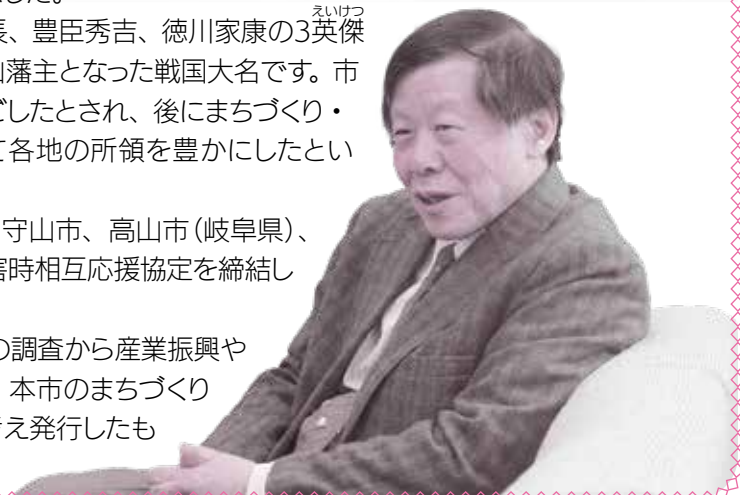 した。
、豊臣秀吉、徳川家康の3英傑
えいけつ
藩主となった戦国大名です。市
ごしたとされ、後にまちづくり・
各地の所領を豊かにしたとい
守山市、高山市(岐阜県)、
害時相互応援協定を締結し
の調査から産業振興や
本市のまちづくり
え発行したも